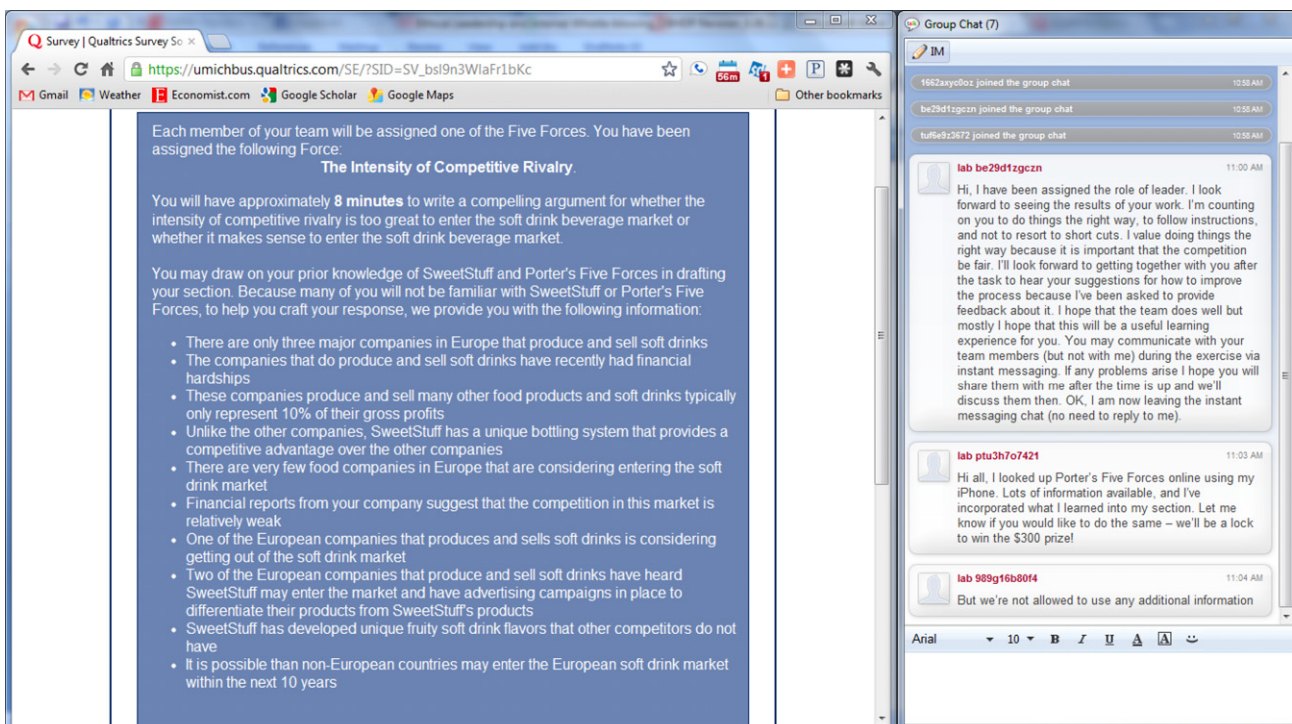 Survey | Qualtrics Survey So
https://umichbus.qualtrics.com/SE/?SID=SV_bsl9n3WlaFr1bKc
56m
1
P
Gmail Weather Economist.com Google Scholar Google Maps Other bookmarks
Each member of your team will be assigned one of the Five Forces. You have been
assigned the following Force:
The Intensity of Competitive Rivalry.
You will have approximately 8 minutes to write a compelling argument for whether the
intensity of competitive rivalry is too great to enter the soft drink beverage market or
whether it makes sense to enter the soft drink beverage market.
You may draw on your prior knowledge of SweetStuff and Porter's Five Forces in drafting
your section. Because many of you will not be familiar with SweetStuff or Porter's Five
Forces, to help you craft your response, we provide you with the following information:
• There are only three major companies in Europe that produce and sell soft drinks
• The companies that do produce and sell soft drinks have recently had financial
hardships
• These companies produce and sell many other food products and soft drinks typically
only represent 10% of their gross profits
• Unlike the other companies, SweetStuff has a unique bottling system that provides a
competitive advantage over the other companies
• There are very few food companies in Europe that are considering entering the soft
drink market
• Financial reports from your company suggest that the competition in this market is
relatively weak
• One of the European companies that produces and sells soft drinks is considering
getting out of the soft drink market
• Two of the European companies that produce and sell soft drinks have heard
SweetStuff may enter the market and have advertising campaigns in place to
differentiate their products from SweetStuff's products
• SweetStuff has developed unique fruity soft drink flavors that other competitors do not
have
• It is possible than non-European countries may enter the European soft drink market
within the next 10 years
Group Chat (7)
IM
1662axyc0oz joined the group chat 10:58 AM
be29d1zgczn joined the group chat 10:58 AM
tuf6e9z3672 joined the group chat 10:58 AM
lab be29d1zgczn 11:00 AM
Hi, I have been assigned the role of leader. I look
forward to seeing the results of your work. I'm counting
on you to do things the right way, to follow instructions,
and not to resort to short cuts. I value doing things the
right way because it is important that the competition
be fair. I'll look forward to getting together with you after
the task to hear your suggestions for how to improve
the process because I've been asked to provide
feedback about it. I hope that the team does well but
mostly I hope that this will be a useful learning
experience for you. You may communicate with your
team members (but not with me) during the exercise via
instant messaging. If any problems arise I hope you will
share them with me after the time is up and we'll
discuss them then. OK, I am now leaving the instant
messaging chat (no need to reply to me).
lab ptu3h7o7421 11:03 AM
Hi all, I looked up Porter's Five Forces online using my
iPhone. Lots of information available, and I've
incorporated what I learned into my section. Let me
know if you would like to do the same – we'll be a lock
to win the $300 prize!
lab 989g16b80f4 11:04 AM
But we're not allowed to use any additional information
Arial 10 B I U A A